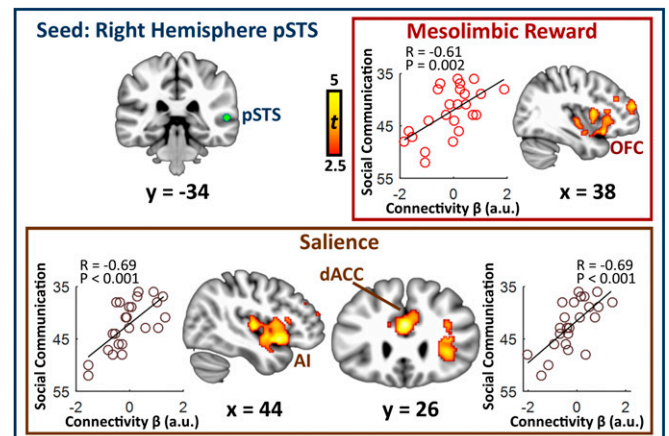 Seed: Right Hemisphere pSTS
pSTS
y = -34
5
t
2.5
Mesolimbic Reward
R = -0.61
P = 0.002
Social Communication
35
45
55
-2
0
2
Connectivity β (a.u.)
OFC
x = 38
Salience
R = -0.69
P < 0.001
Social Communication
35
45
55
-2
0
2
Connectivity β (a.u.)
AI
x = 44
dACC
y = 26
R = -0.69
P < 0.001
Social Communication
35
45
55
-2
0
2
Connectivity β (a.u.)